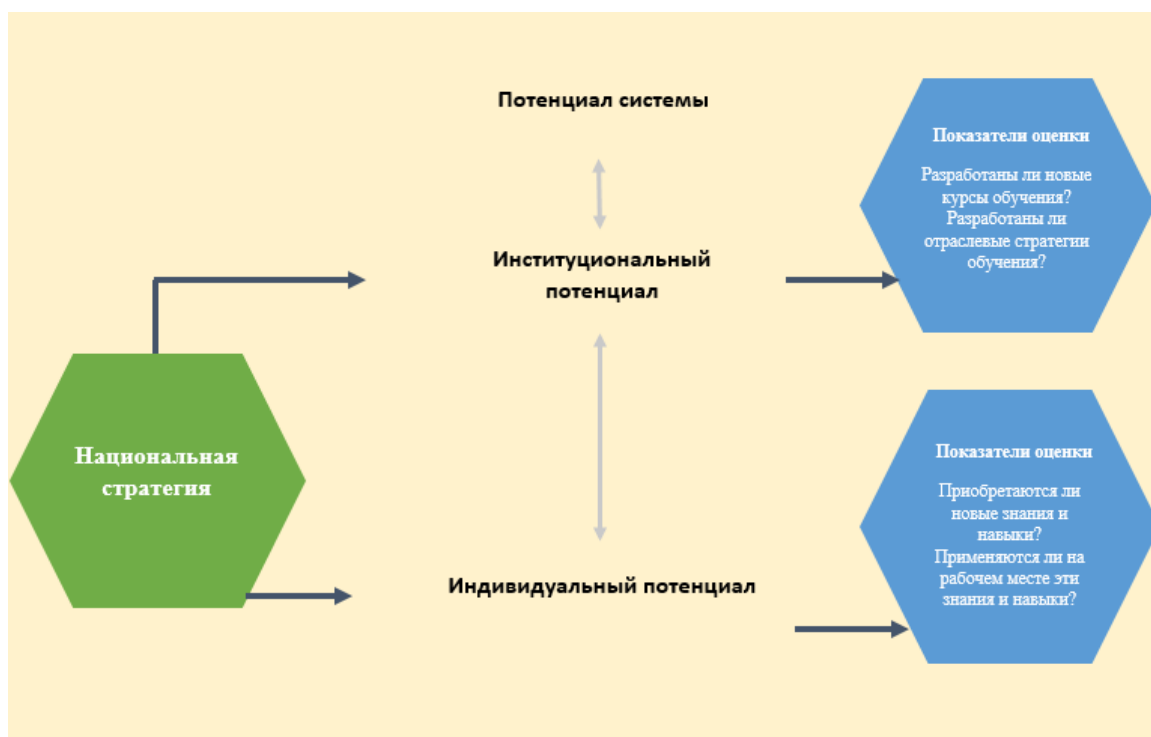 Потенциал системы
Институциональный
потенциал
Индивидуальный потенциал
Национальная
стратегия
Показатели оценки
Разработаны ли новые
курсы обучения?
Разработаны ли
отраслевые стратегии
обучения?
Показатели оценки
Приобретаются ли
новые знания и
навыки?
Применяются ли на
рабочем месте эти
знания и навыки?